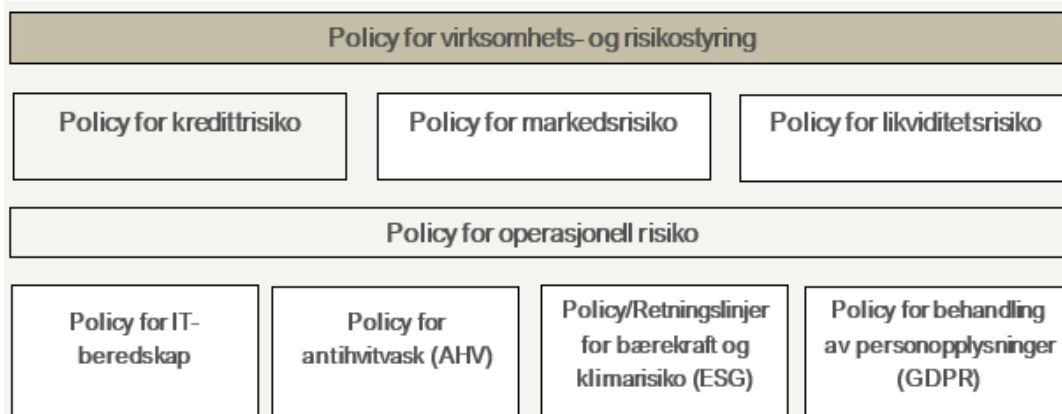 Policy for virksomhets- og risikostyring
Policy for kredittrisiko
Policy for markedsrisiko
Policy for likviditetsrisiko
Policy for operasjonell risiko
Policy for IT-
beredskap
Policy for
antihvitvask (AHV)
Policy/Retningslinjer
for bærekraft og
klimarisiko (ESG)
Policy for behandling
av personopplysninger
(GDPR)